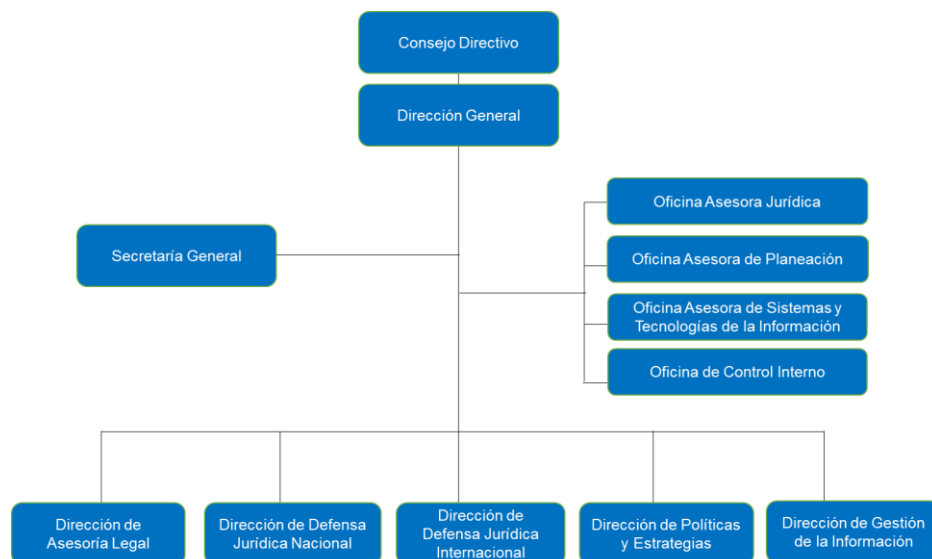 Consejo Directivo
Dirección General
Oficina Asesora Jurídica
Secretaría General
Oficina Asesora de Planeación
Oficina Asesora de Sistemas y
Tecnologías de la Información
Oficina de Control Interno
Dirección de
Asesoría Legal
Dirección de Defensa
Jurídica Nacional
Dirección de
Defensa Jurídica
Internacional
Dirección de Políticas
y Estrategias
Dirección de Gestión
de la Información